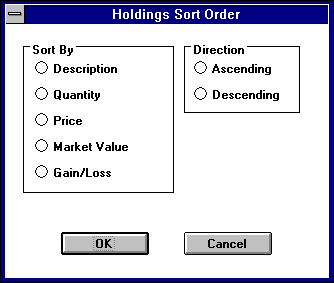 Holdings Sort Order
Sort By
Description
Quantity
Price
Market Value
Gain/Loss
Direction
Ascending
Descending
OK
Cancel